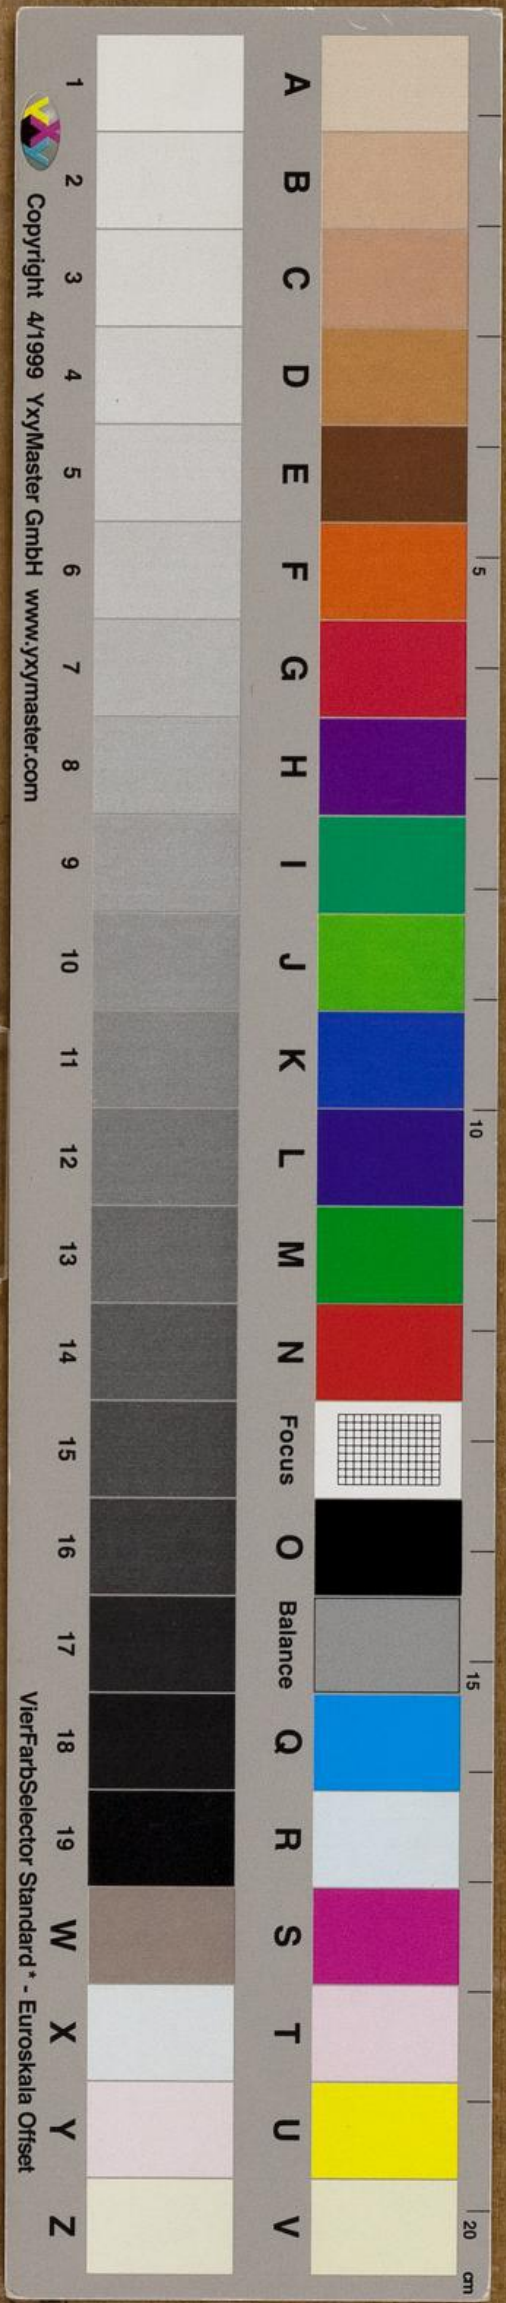 5 10 15 20 cm
A B C D E F G H I J K L M N Focus O Balance Q R S T U V
1 2 3 4 5 6 7 8 9 10 11 12 13 14 15 16 17 18 19 W X Y Z
yxy Copyright 4/1999 YxyMaster GmbH www.yxymaster.com VierFarbSelector Standard* - Euroskala Offset